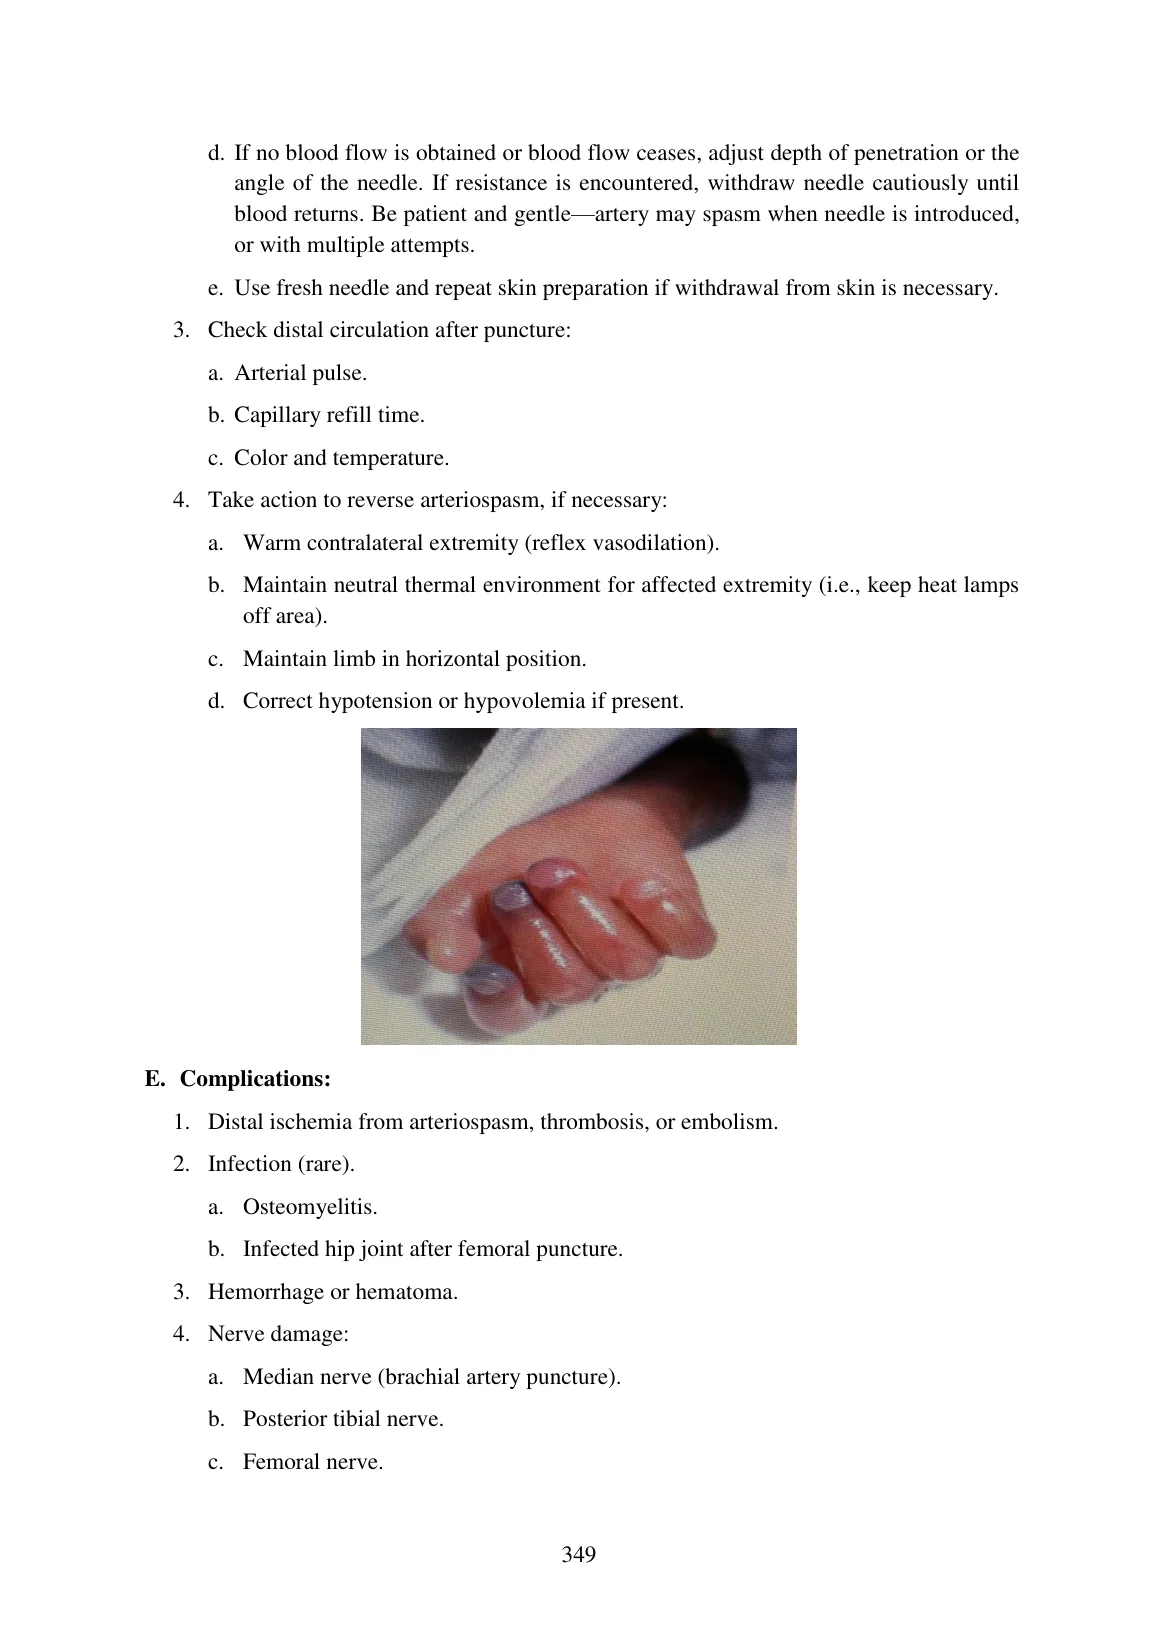 d. If no blood flow is obtained or blood flow ceases, adjust depth of penetration or the
angle of the needle. If resistance is encountered, withdraw needle cautiously until
blood returns. Be patient and gentle—artery may spasm when needle is introduced,
or with multiple attempts.
e. Use fresh needle and repeat skin preparation if withdrawal from skin is necessary.
3. Check distal circulation after puncture:
a. Arterial pulse.
b. Capillary refill time.
c. Color and temperature.
4. Take action to reverse arteriospasm, if necessary:
a. Warm contralateral extremity (reflex vasodilation).
b. Maintain neutral thermal environment for affected extremity (i.e., keep heat lamps
off area).
c. Maintain limb in horizontal position.
d. Correct hypotension or hypovolemia if present.
E. Complications:
1. Distal ischemia from arteriospasm, thrombosis, or embolism.
2. Infection (rare).
a. Osteomyelitis.
b. Infected hip joint after femoral puncture.
3. Hemorrhage or hematoma.
4. Nerve damage:
a. Median nerve (brachial artery puncture).
b. Posterior tibial nerve.
c. Femoral nerve.
349